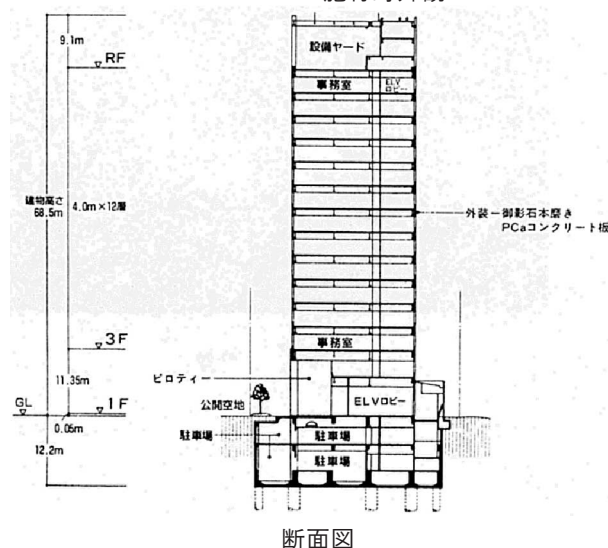 9.1m
RF
設備ヤード
事務室
ELV
ロビー
建物高さ
68.5m
4.0m×12層
外装－御影石本磨き
PCaコンクリート板
3F
事務室
ピロティー
11.35m
公開空地
ELVロビー
GL
1F
0.05m
駐車場
駐車場
12.2m
駐車場
断面図